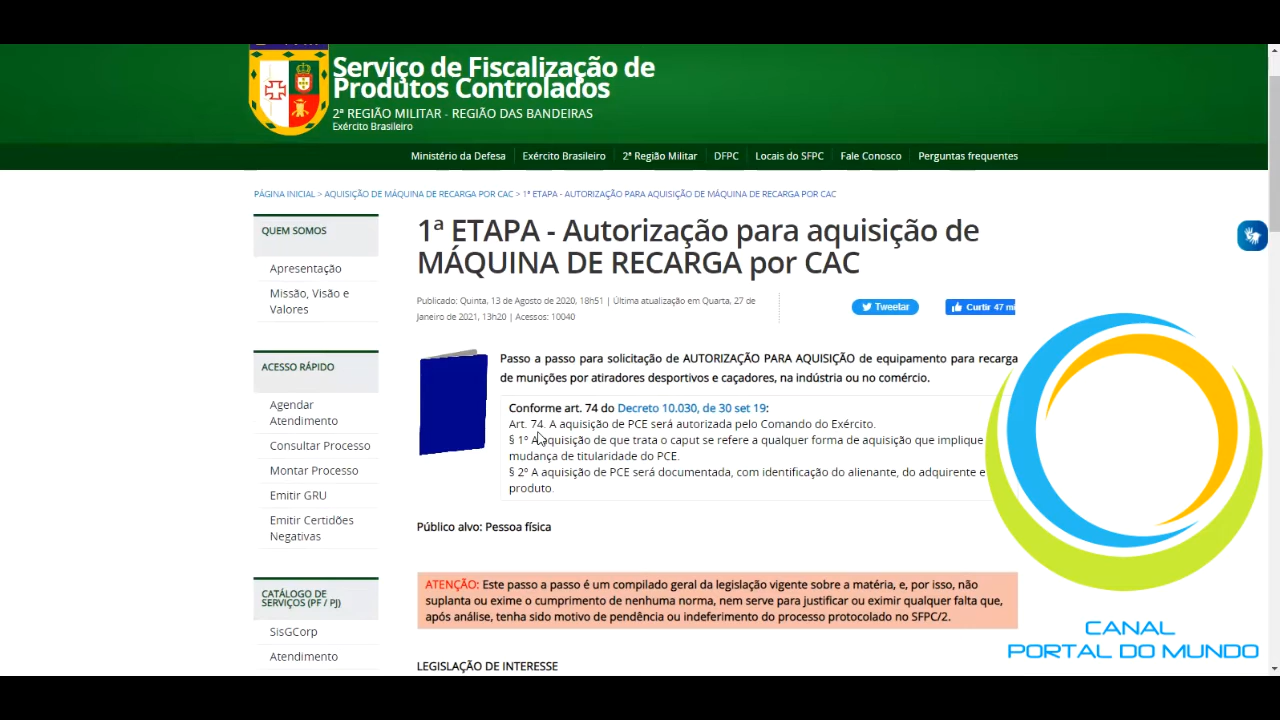 Serviço de Fiscalização de
Produtos Controlados
2ª REGIÃO MILITAR - REGIÃO DAS BANDEIRAS
Exército Brasileiro
Ministério da Defesa Exército Brasileiro 2ª Região Militar DFPC Locais do SFPC Fale Conosco Perguntas frequentes
PÁGINA INICIAL > AQUISIÇÃO DE MÁQUINA DE RECARGA POR CAC > 1ª ETAPA - AUTORIZAÇÃO PARA AQUISIÇÃO DE MÁQUINA DE RECARGA POR CAC
QUEM SOMOS
Apresentação
Missão, Visão e
Valores
ACESSO RÁPIDO
Agendar
Atendimento
Consultar Processo
Montar Processo
Emitir GRU
Emitir Certidões
Negativas
CATÁLOGO DE
SERVIÇOS (PF / PJ)
SisGCorp
Atendimento
1ª ETAPA - Autorização para aquisição de
MÁQUINA DE RECARGA por CAC
Publicado: Quinta, 13 de Agosto de 2020, 18h51 | Última atualização em Quarta, 27 de
Janeiro de 2021, 13h20 | Acessos: 10040
Tweetar
Curtir 47 mi
Passo a passo para solicitação de AUTORIZAÇÃO PARA AQUISIÇÃO de equipamento para recarga
de munições por atiradores desportivos e caçadores, na indústria ou no comércio.
Conforme art. 74 do Decreto 10.030, de 30 set 19:
Art. 74. A aquisição de PCE será autorizada pelo Comando do Exército.
§ 1º A aquisição de que trata o caput se refere a qualquer forma de aquisição que implique
mudança de titularidade do PCE.
§ 2º A aquisição de PCE será documentada, com identificação do alienante, do adquirente e
produto.
Público alvo: Pessoa física
ATENÇÃO: Este passo a passo é um compilado geral da legislação vigente sobre a matéria, e, por isso, não
suplanta ou exime o cumprimento de nenhuma norma, nem serve para justificar ou eximir qualquer falta que,
após análise, tenha sido motivo de pendência ou indeferimento do processo protocolado no SFPC/2.
LEGISLAÇÃO DE INTERESSE
CANAL
PORTAL DO MUNDO